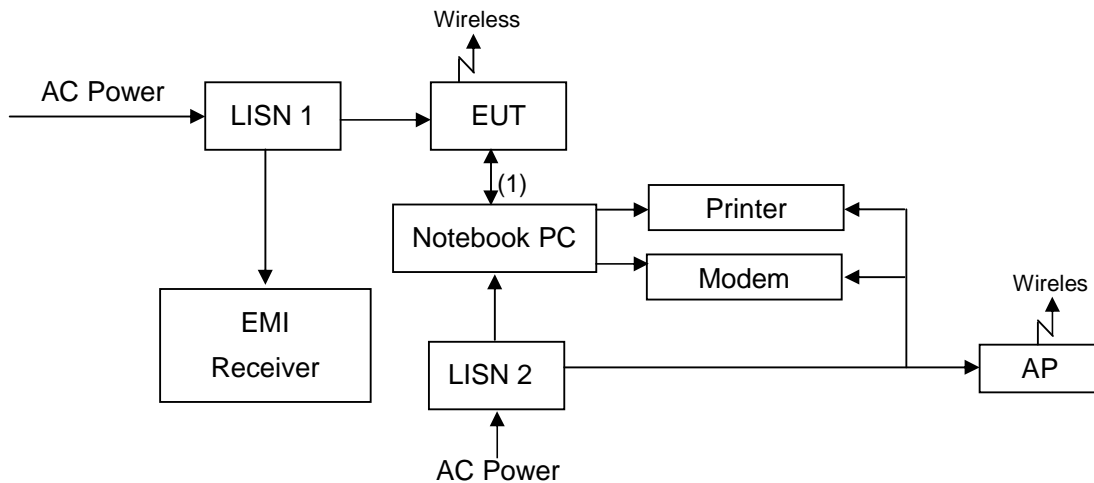 Wireless
AC Power
LISN 1
EUT
(1)
Printer
Notebook PC
Modem
Wireles
EMI
Receiver
LISN 2
AP
AC Power